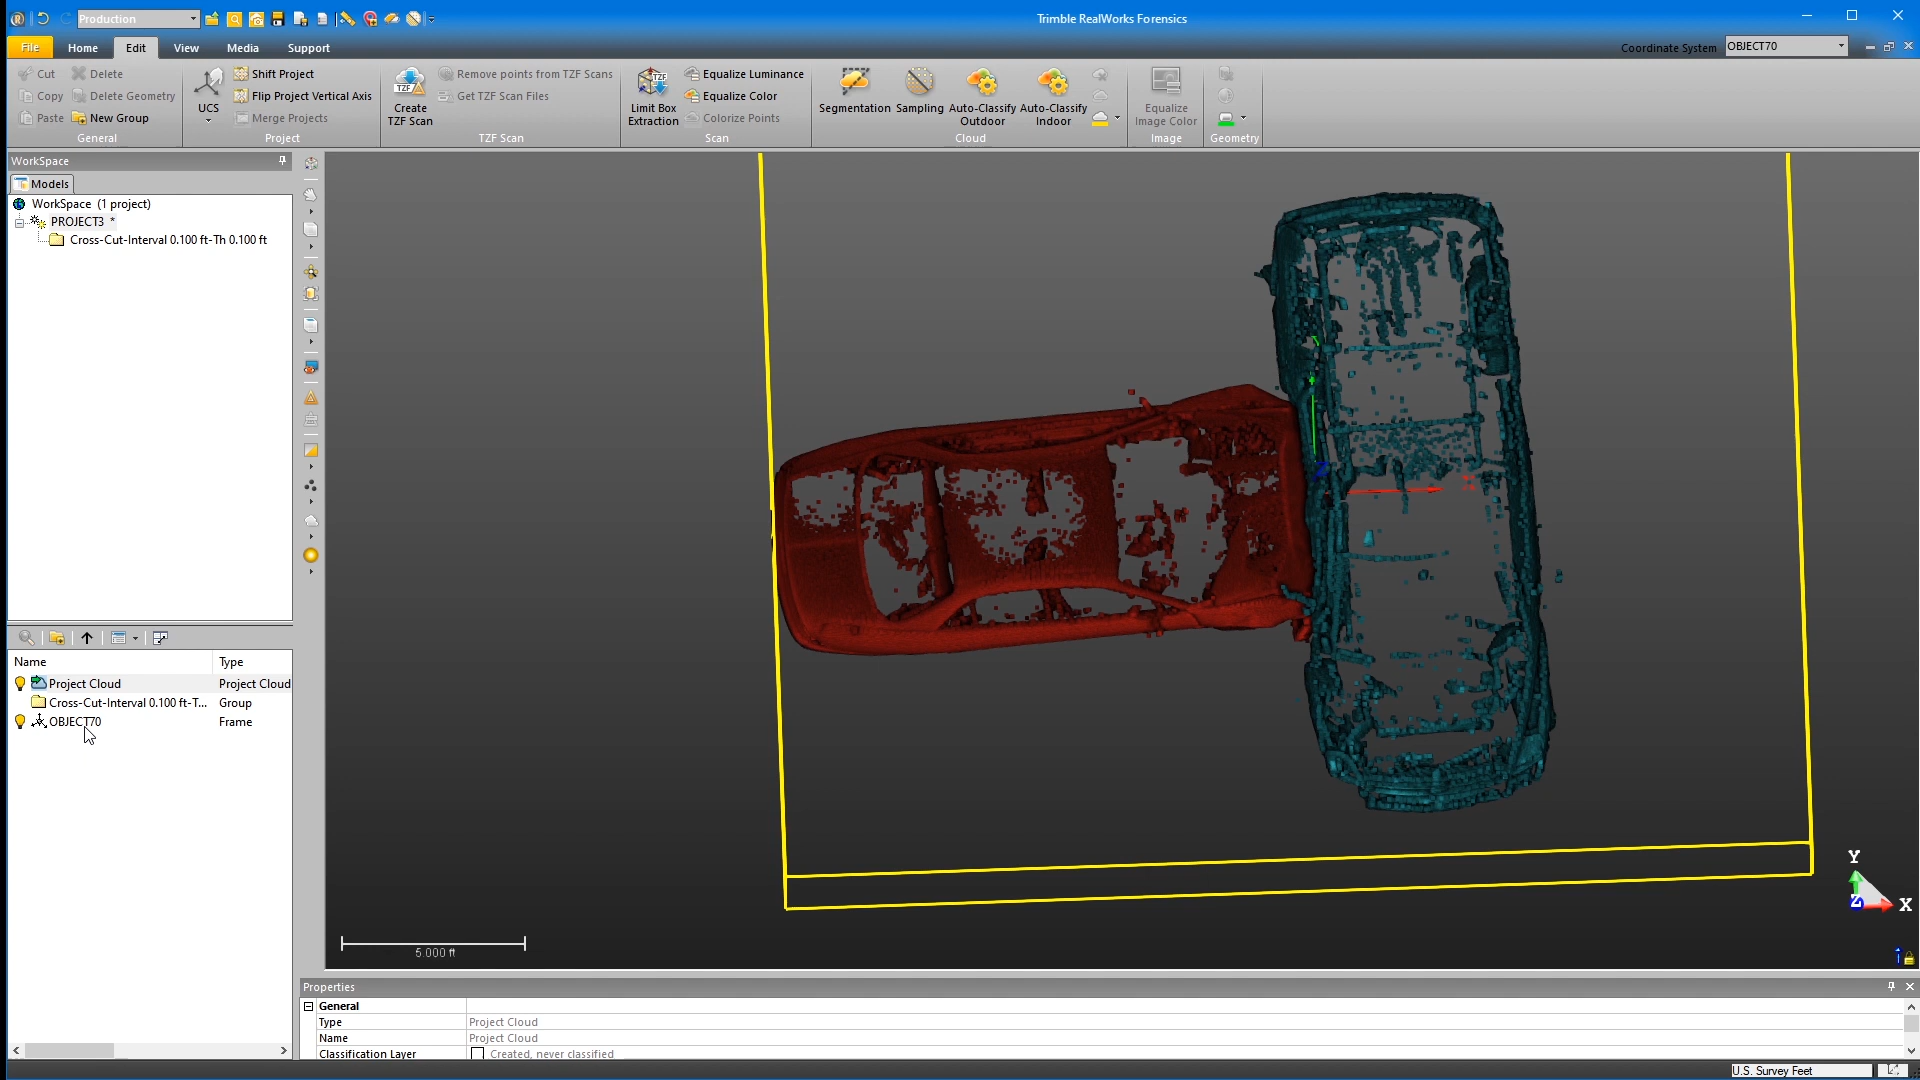 Production
Trimble RealWorks Forensics
File
Home
Edit
View
Media
Support
Coordinate System
OBJECT70
Cut
Delete
Copy
Delete Geometry
Paste
New Group
General
UCS
Shift Project
Flip Project Vertical Axis
Merge Projects
Project
Create
TZF Scan
Remove points from TZF Scans
Get TZF Scan Files
TZF Scan
Limit Box
Extraction
Equalize Luminance
Equalize Color
Colorize Points
Scan
Segmentation
Sampling
Auto-Classify
Outdoor
Auto-Classify
Indoor
Cloud
Equalize
Image Color
Image
Geometry
WorkSpace
Models
WorkSpace (1 project)
PROJECT3 *
Cross-Cut-Interval 0.100 ft-Th 0.100 ft
Name
Type
Project Cloud
Project Cloud
Cross-Cut-Interval 0.100 ft-T...
Group
OBJECT70
Frame
Z
Y
Z
X
5.000 ft
Properties
General
Type
Project Cloud
Name
Project Cloud
Classification Layer
Created, never classified
U.S. Survey Feet